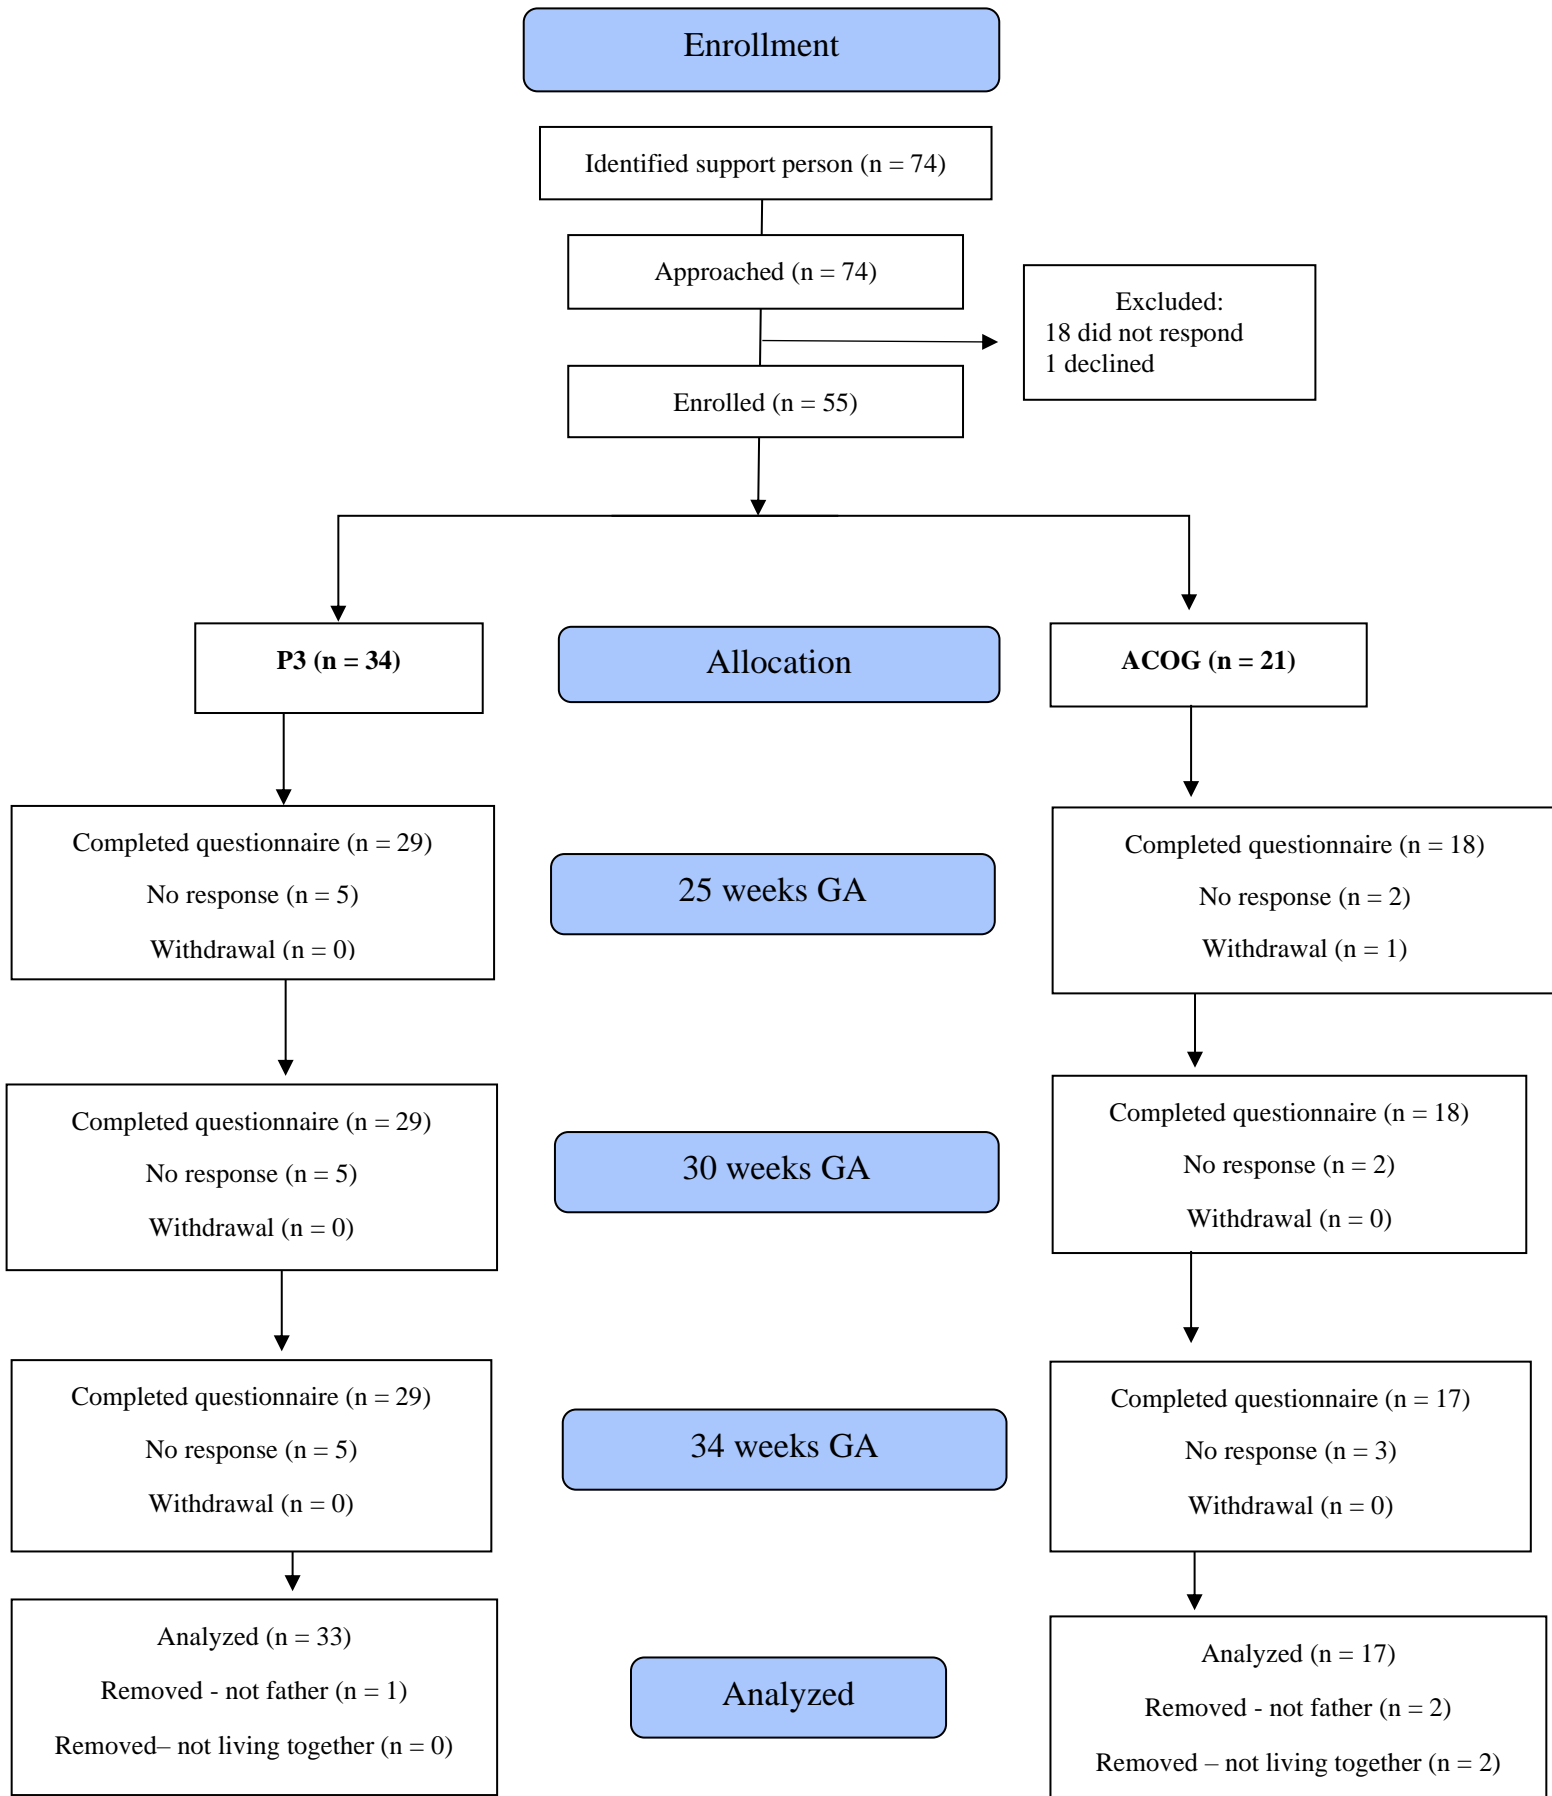 Enrollment
Identified support person (n = 74)
Approached (n = 74)
Excluded:
18 did not respond
1 declined
Enrolled (n = 55)
P3 (n = 34)
Allocation
ACOG (n = 21)
Completed questionnaire (n = 29)
No response (n = 5)
Withdrawal (n = 0)
25 weeks GA
Completed questionnaire (n = 18)
No response (n = 2)
Withdrawal (n = 1)
Completed questionnaire (n = 29)
No response (n = 5)
Withdrawal (n = 0)
30 weeks GA
Completed questionnaire (n = 18)
No response (n = 2)
Withdrawal (n = 0)
Completed questionnaire (n = 29)
No response (n = 5)
Withdrawal (n = 0)
34 weeks GA
Completed questionnaire (n = 17)
No response (n = 3)
Withdrawal (n = 0)
Analyzed (n = 33)
Removed - not father (n = 1)
Removed– not living together (n = 0)
Analyzed
Analyzed (n = 17)
Removed - not father (n = 2)
Removed – not living together (n = 2)